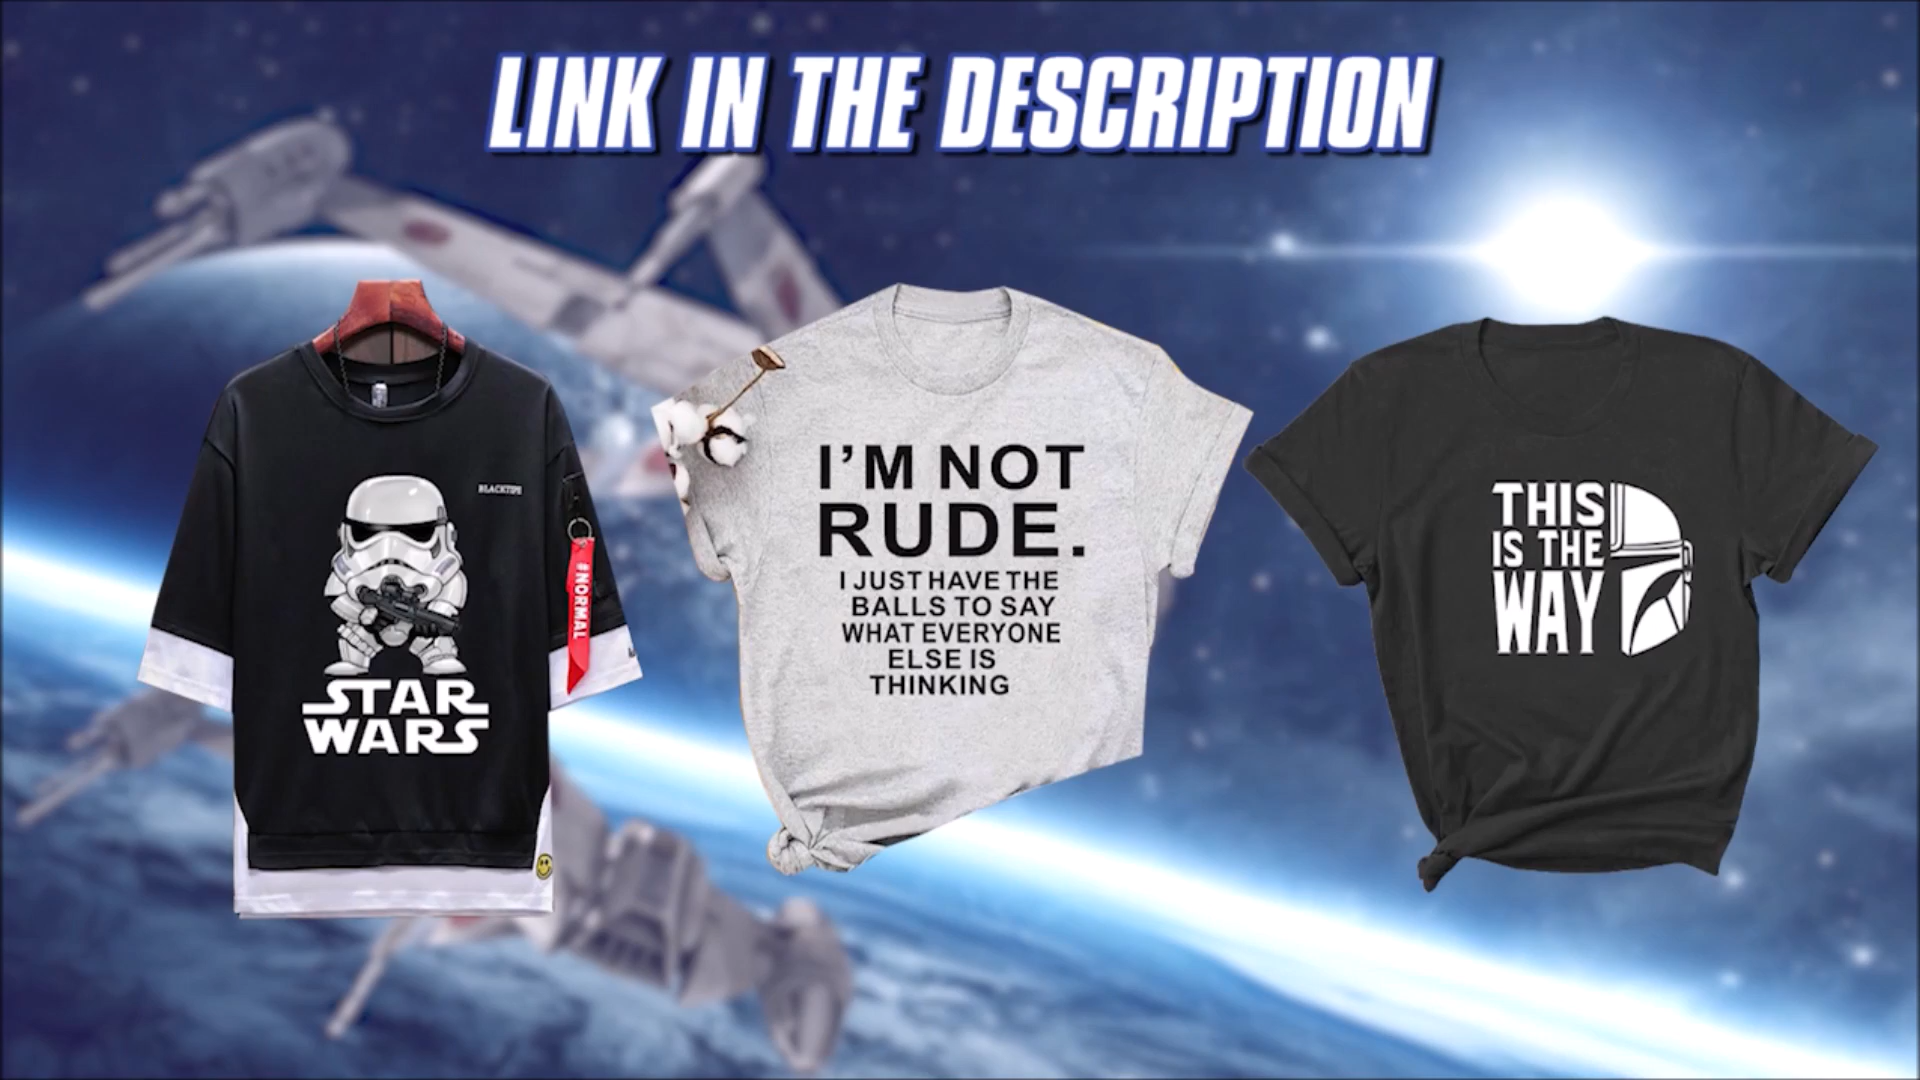 LINK IN THE DESCRIPTION
BLACKTIPE
#NORMAL
STAR
WARS
I'M NOT
RUDE.
I JUST HAVE THE
BALLS TO SAY
WHAT EVERYONE
ELSE IS
THINKING
THIS
IS THE
WAY